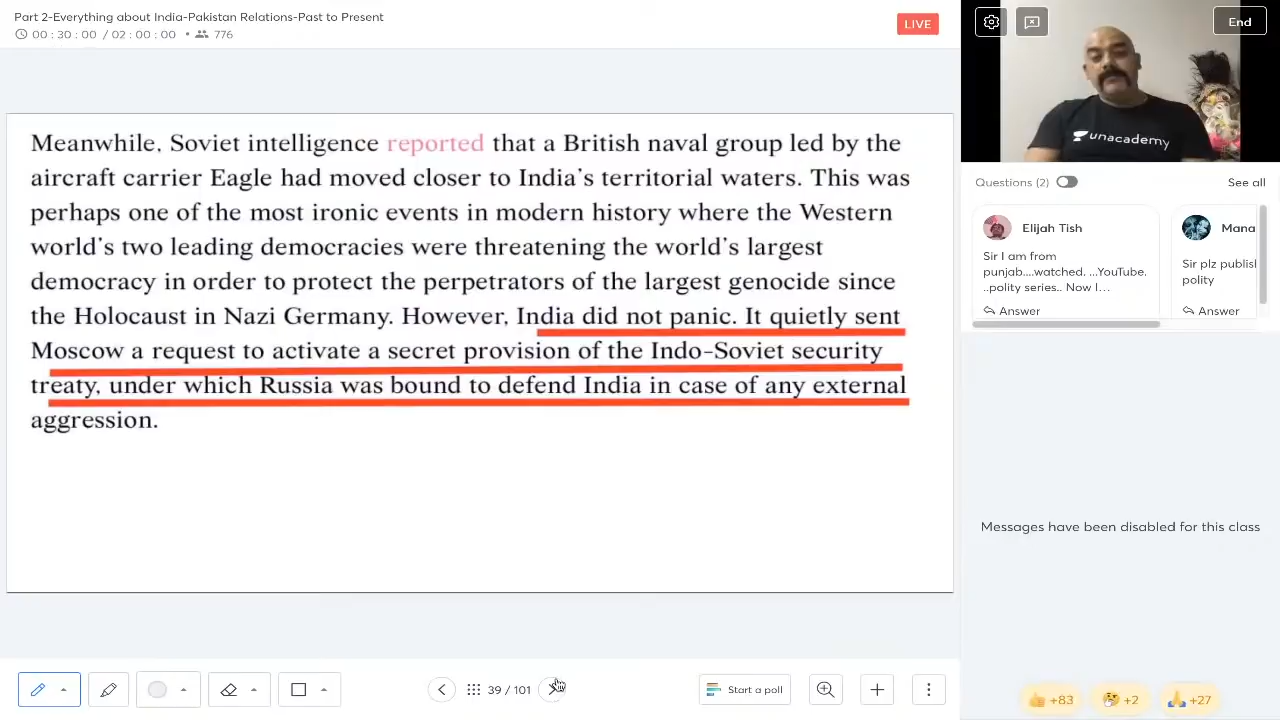 Part 2-Everything about India-Pakistan Relations-Past to Present
00 : 30 : 00 / 02 : 00 : 00 • 776
LIVE
End
Meanwhile, Soviet intelligence reported that a British naval group led by the
aircraft carrier Eagle had moved closer to India's territorial waters. This was
perhaps one of the most ironic events in modern history where the Western
world's two leading democracies were threatening the world's largest
democracy in order to protect the perpetrators of the largest genocide since
the Holocaust in Nazi Germany. However, India did not panic. It quietly sent
Moscow a request to activate a secret provision of the Indo-Soviet security
treaty, under which Russia was bound to defend India in case of any external
aggression.
unacademy
Questions (2)
See all
Elijah Tish
Sir I am from
punjab....watched. ...YouTube.
..polity series.. Now I...
Answer
Mana
Sir plz publish
polity
Answer
Messages have been disabled for this class
39 / 101
Start a poll
+83
+2
+27